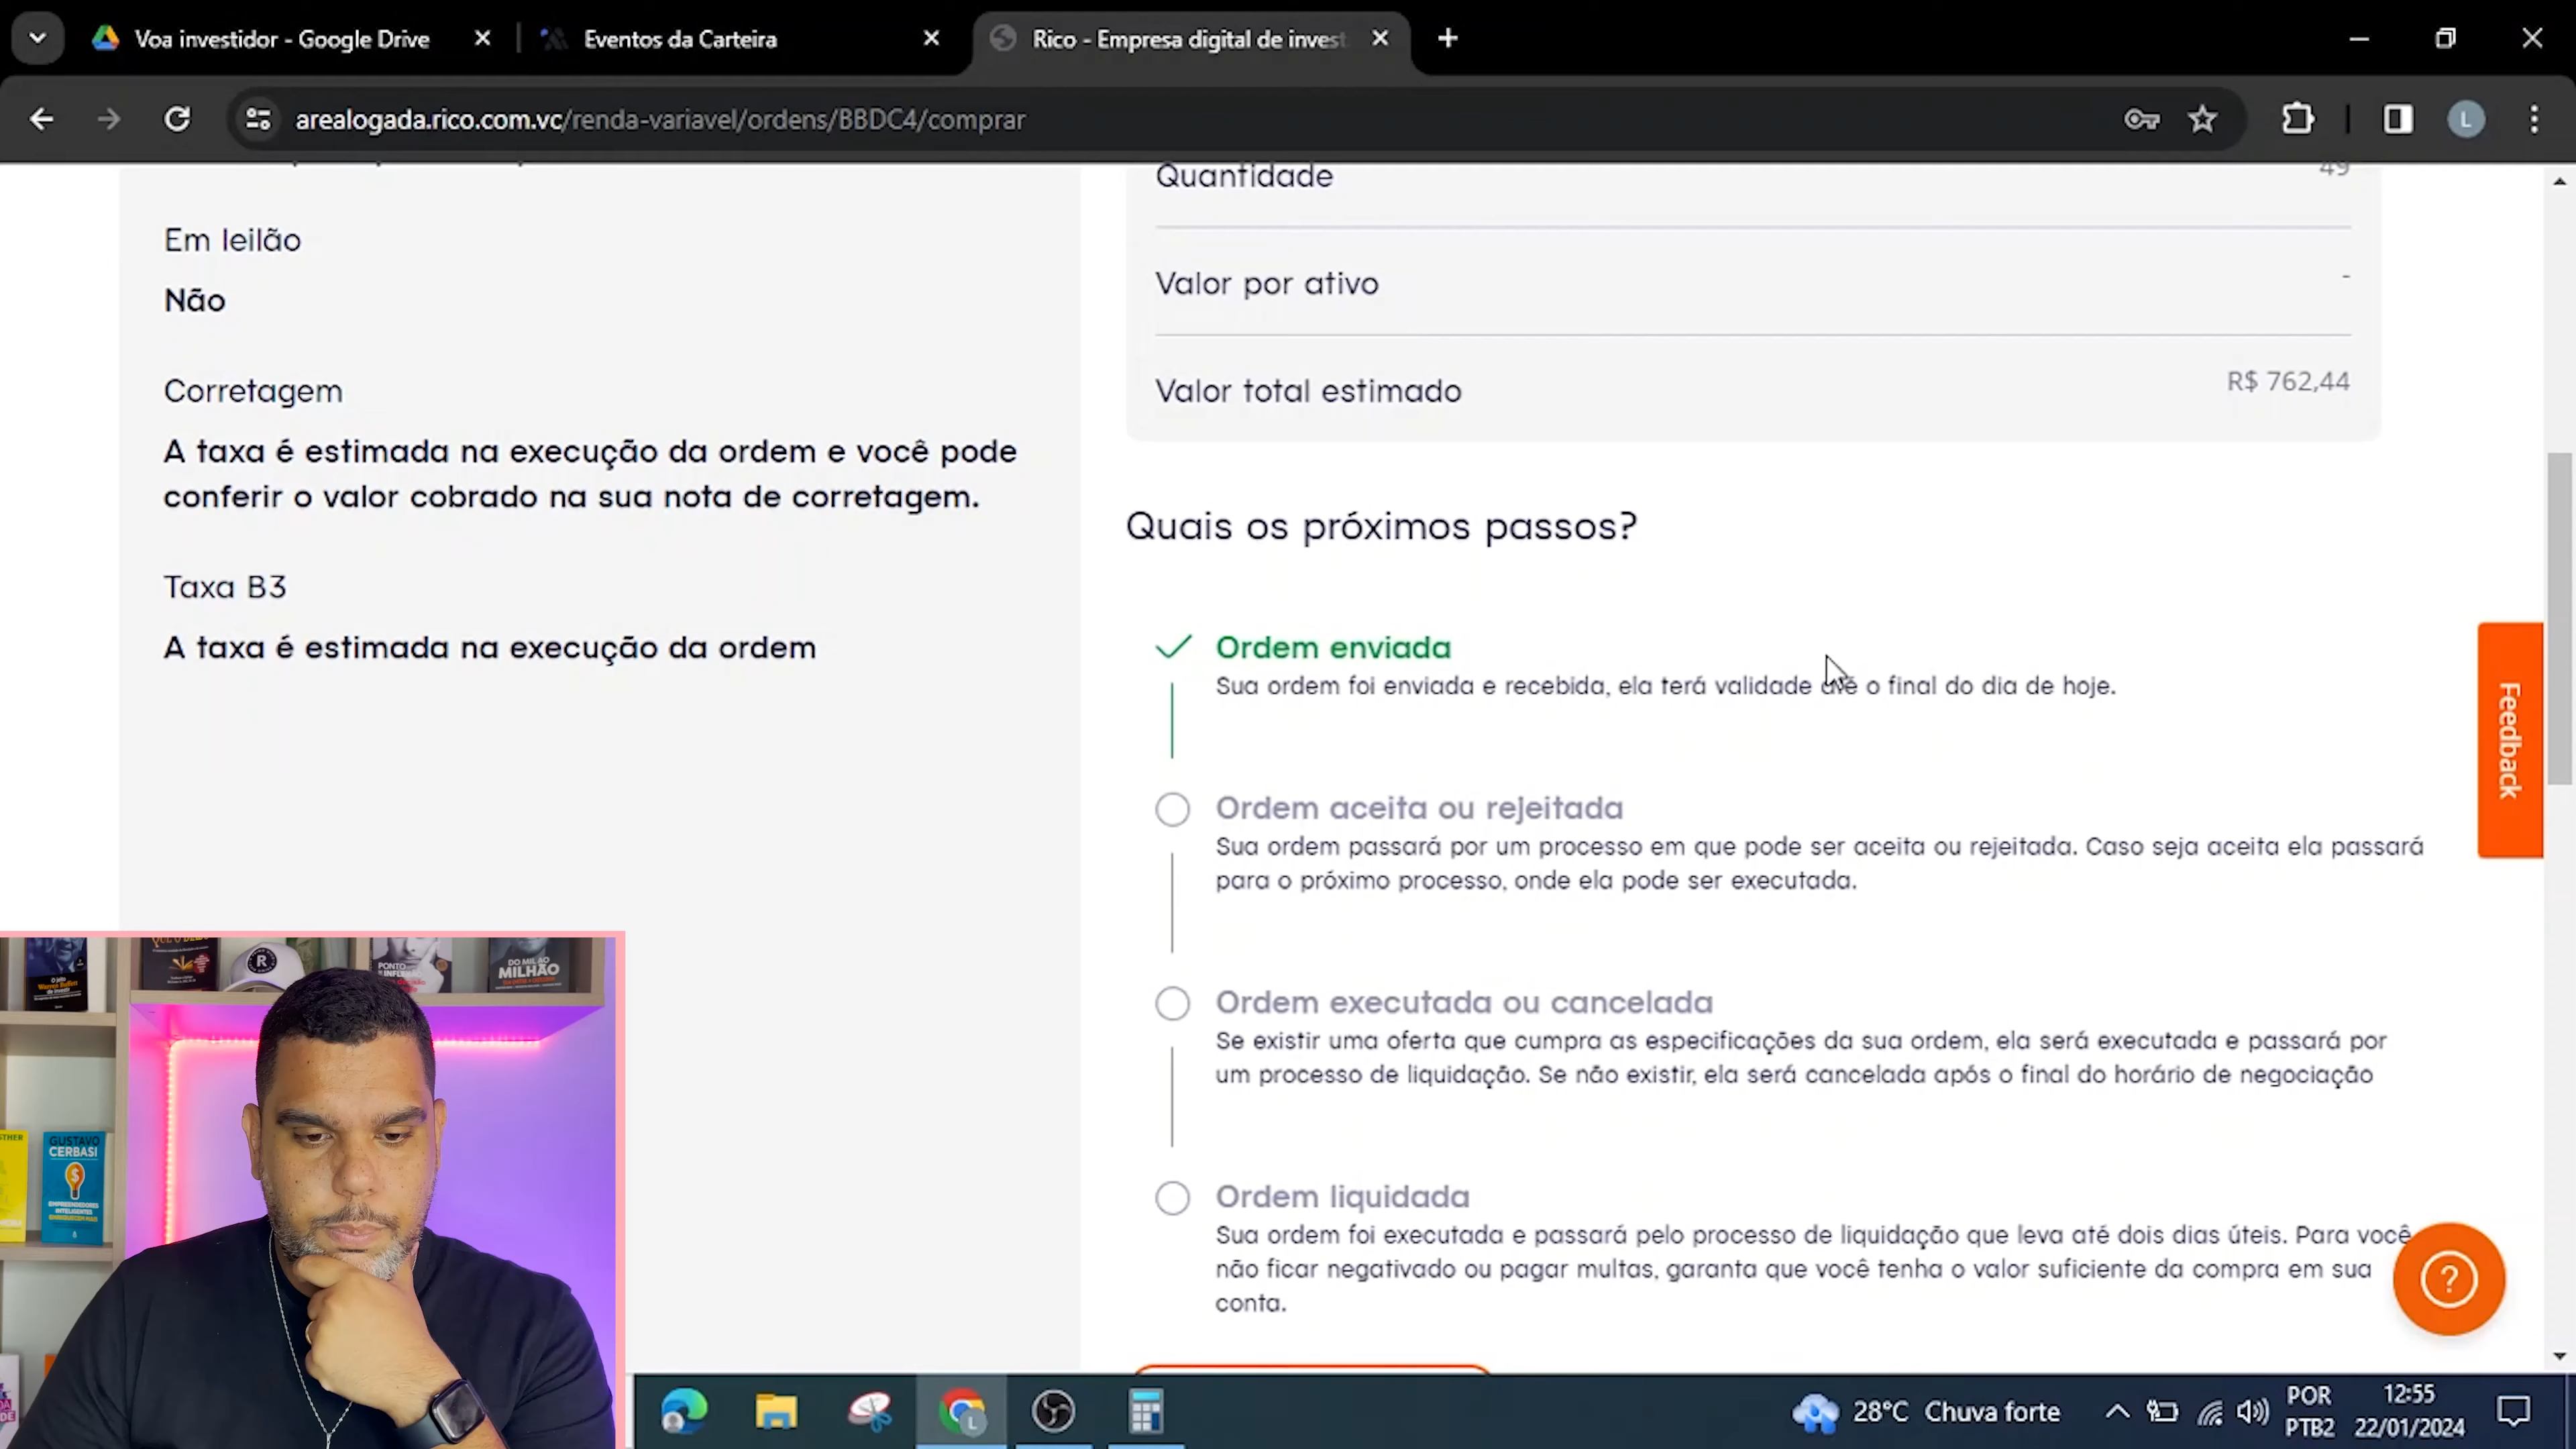 Voa investidor - Google Drive
Eventos da Carteira
Rico - Empresa digital de invest
arealogada.rico.com.vc/renda-variavel/ordens/BBDC4/comprar
L
Em leilão
Não
Corretagem
A taxa é estimada na execução da ordem e você pode
conferir o valor cobrado na sua nota de corretagem.
Taxa B3
A taxa é estimada na execução da ordem
Quantidade 49
Valor por ativo -
Valor total estimado R$ 762,44
Quais os próximos passos?
Ordem enviada
Sua ordem foi enviada e recebida, ela terá validade até o final do dia de hoje.
Ordem aceita ou rejeitada
Sua ordem passará por um processo em que pode ser aceita ou rejeitada. Caso seja aceita ela passará
para o próximo processo, onde ela pode ser executada.
Ordem executada ou cancelada
Se existir uma oferta que cumpra as especificações da sua ordem, ela será executada e passará por
um processo de liquidação. Se não existir, ela será cancelada após o final do horário de negociação
Ordem liquidada
Sua ordem foi executada e passará pelo processo de liquidação que leva até dois dias úteis. Para você
não ficar negativado ou pagar multas, garanta que você tenha o valor suficiente da compra em sua
conta.
Feedback
?
Warren Buffett
R
PONTO
DO MIL AO
MILHÃO
GUSTAVO
CERBASI
$
EMPREENDEDORES
INTELIGENTES
ENRIQUECEM MAIS
L
28°C Chuva forte
POR
PTB2
12:55
22/01/2024